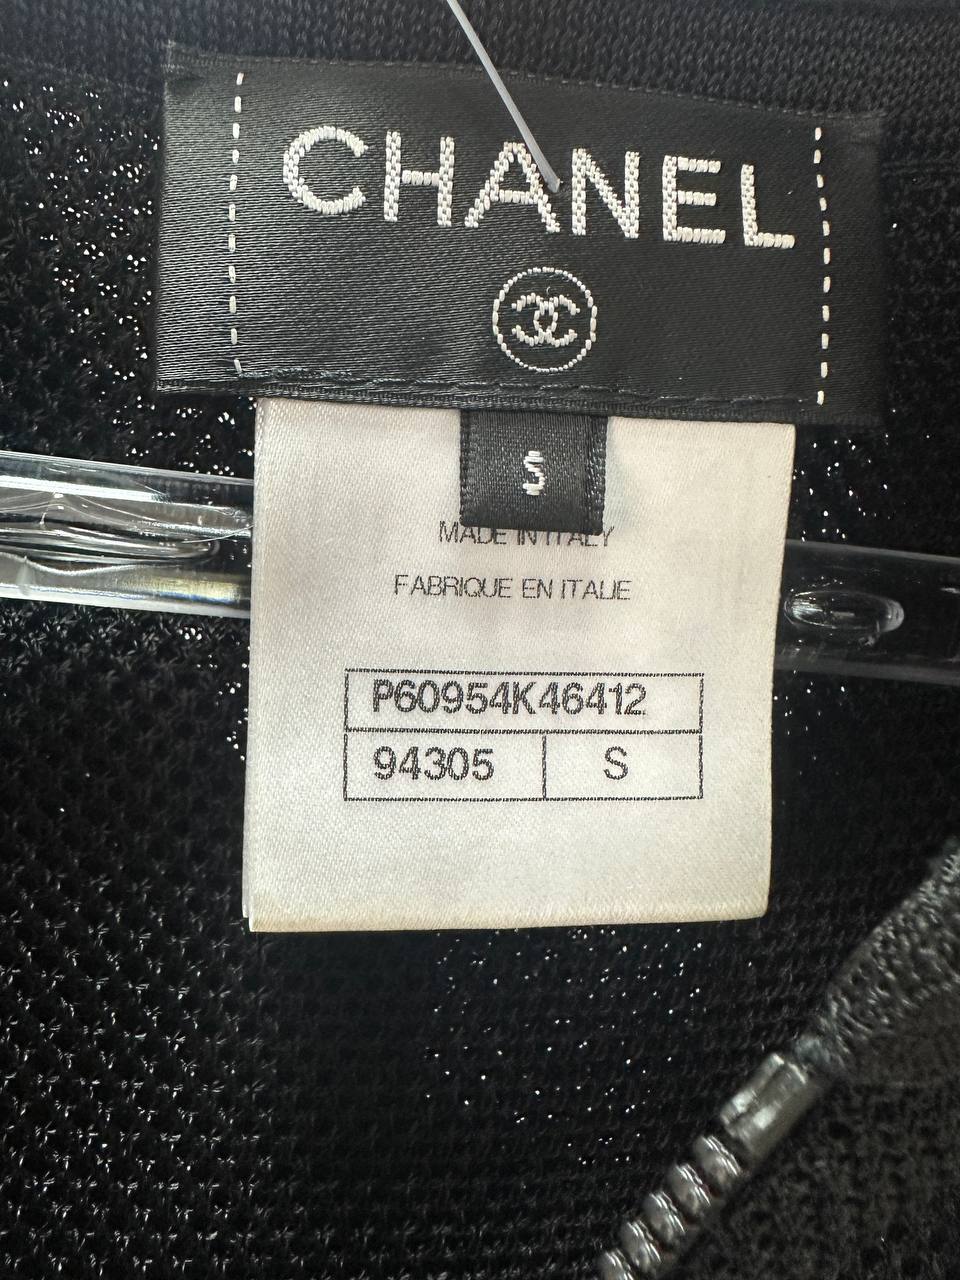 CHANEL
S
MADE IN ITALY
FABRIQUE EN ITALIE
P60954K46412
94305 S